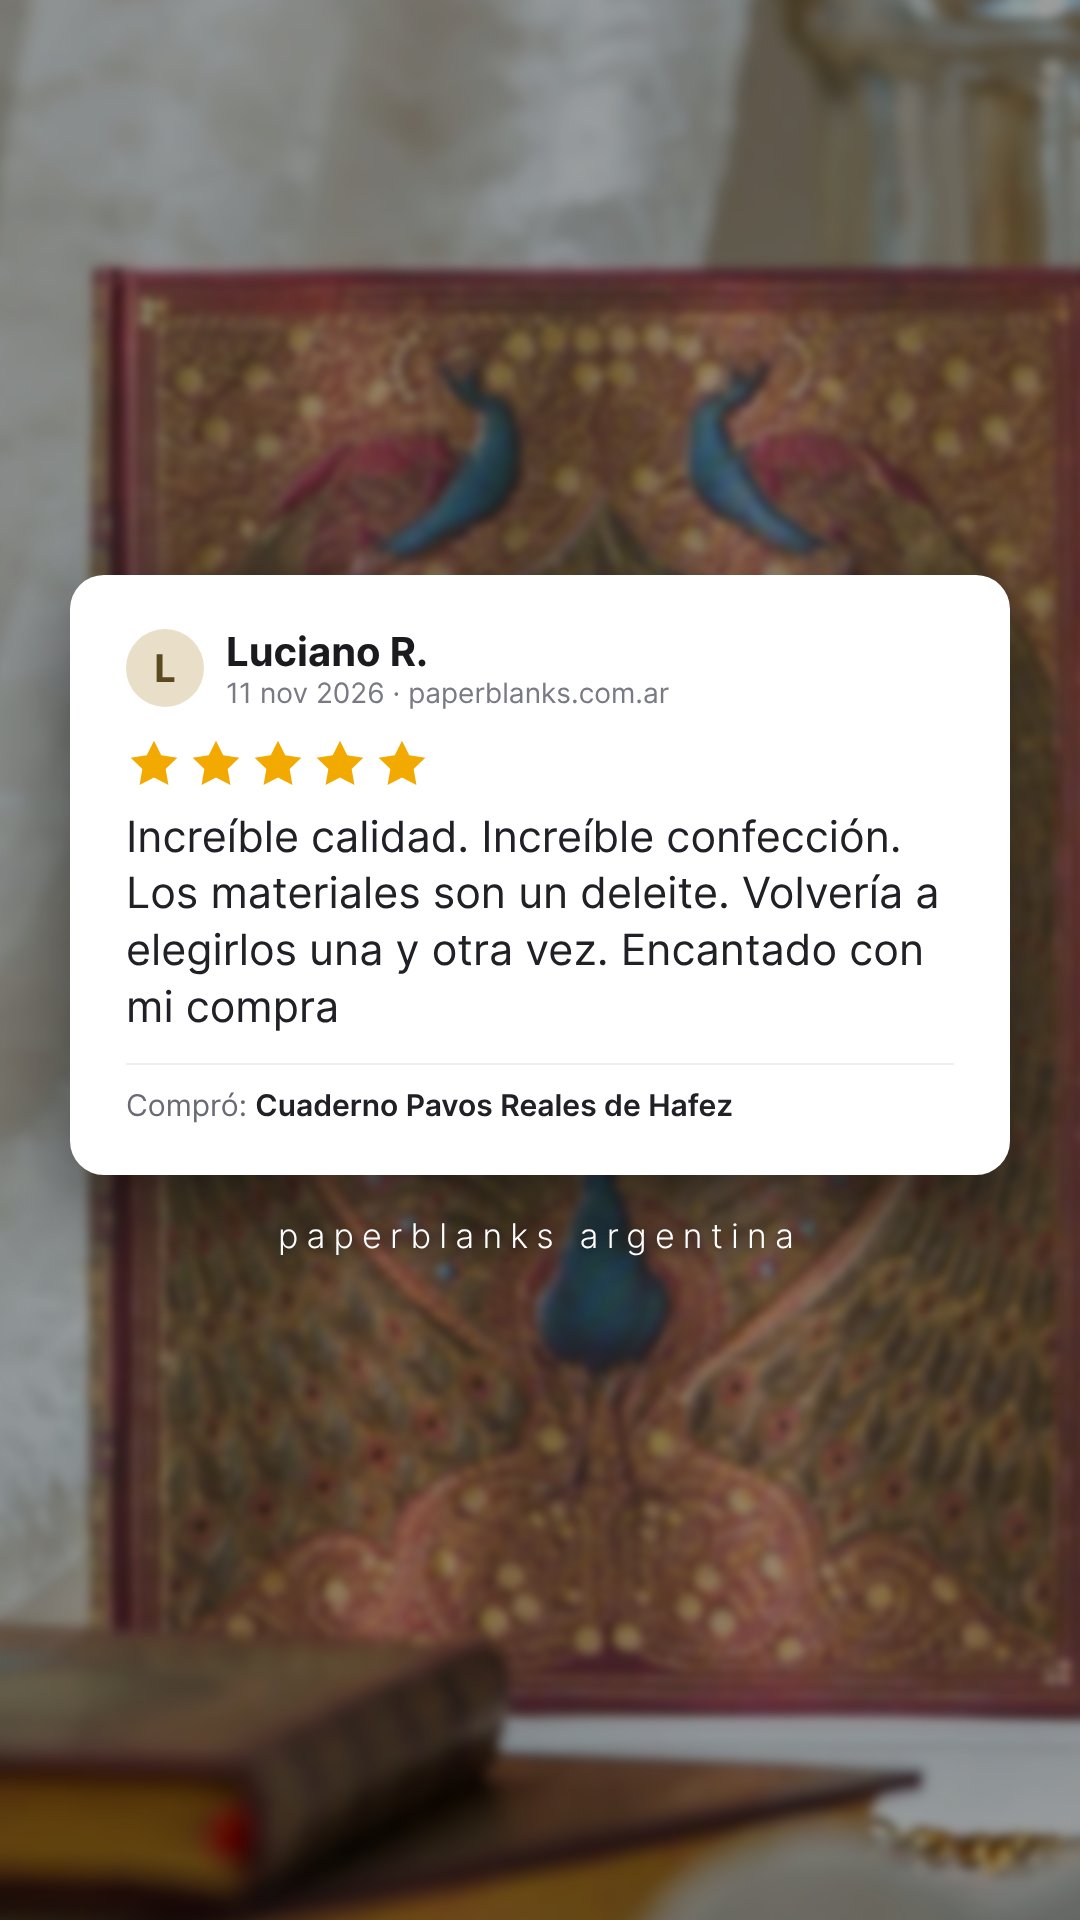 L
Luciano R.
11 nov 2026 · paperblanks.com.ar
Increíble calidad. Increíble confección.
Los materiales son un deleite. Volvería a
elegirlos una y otra vez. Encantado con
mi compra
Compró: Cuaderno Pavos Reales de Hafez
paperblanks argentina